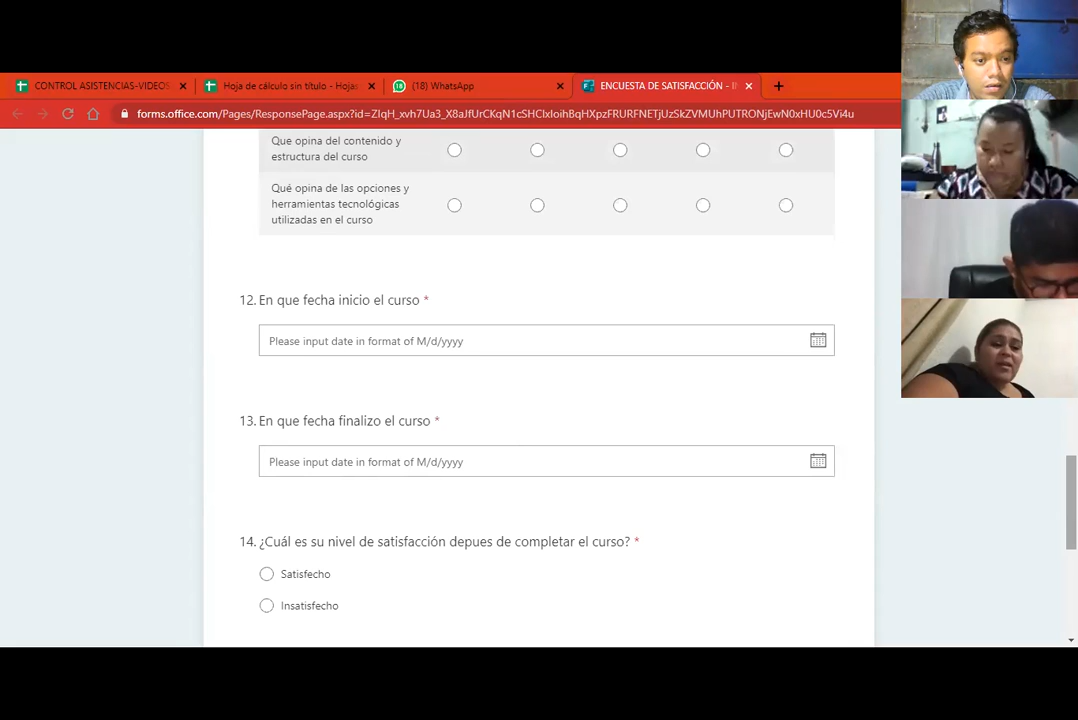 CONTROL ASISTENCIAS-VIDEOS
Hoja de cálculo sin título - Hojas
(18) WhatsApp
ENCUESTA DE SATISFACCIÓN - II
forms.office.com/Pages/ResponsePage.aspx?id=ZIqH_xvh7Ua3_X8aJfUrCKqN1cSHClxIoihBqHXpzFRURFNETjUzSkZVMUhPUTRONjEwN0xHU0c5Vi4u
Que opina del contenido y
estructura del curso
Qué opina de las opciones y
herramientas tecnológicas
utilizadas en el curso
12. En que fecha inicio el curso *
Please input date in format of M/d/yyyy
13. En que fecha finalizo el curso *
Please input date in format of M/d/yyyy
14. ¿Cuál es su nivel de satisfacción depues de completar el curso? *
Satisfecho
Insatisfecho